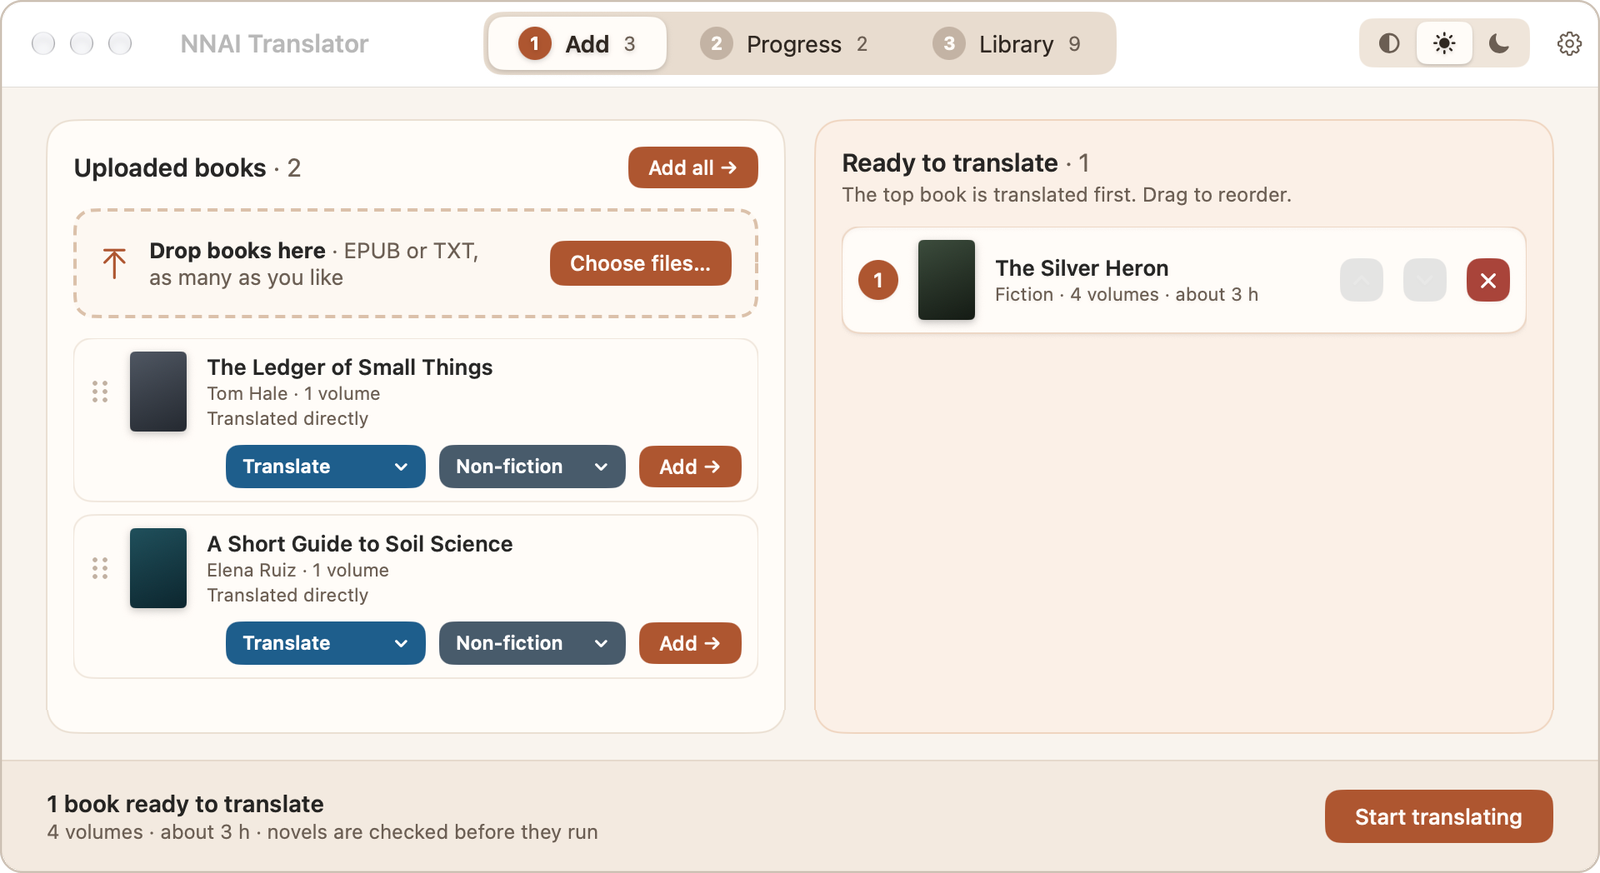 NNAI Translator
1 Add 3
2 Progress 2
3 Library 9
Uploaded books · 2
Add all →
Drop books here · EPUB or TXT,
as many as you like
Choose files...
The Ledger of Small Things
Tom Hale · 1 volume
Translated directly
Translate
Non-fiction
Add →
A Short Guide to Soil Science
Elena Ruiz · 1 volume
Translated directly
Translate
Non-fiction
Add →
Ready to translate · 1
The top book is translated first. Drag to reorder.
1
The Silver Heron
Fiction · 4 volumes · about 3 h
1 book ready to translate
4 volumes · about 3 h · novels are checked before they run
Start translating